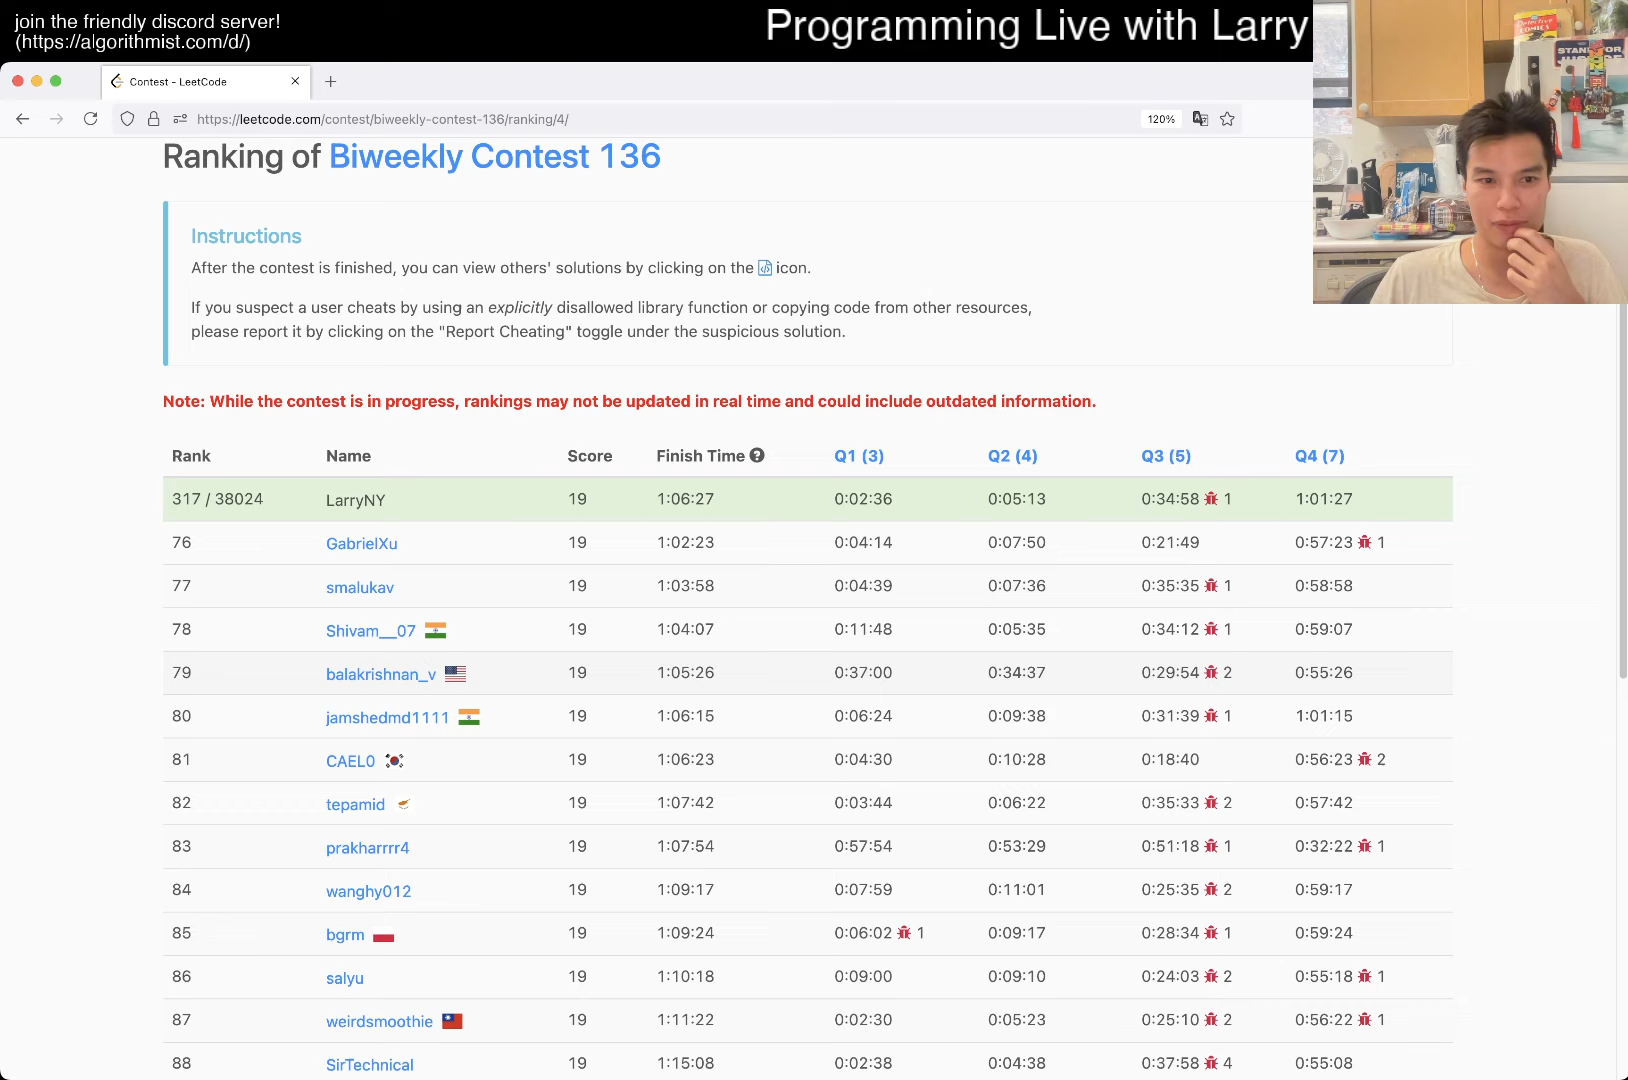 join the friendly discord server!
(https://algorithmist.com/d/)
Programming Live with Larry
Contest - LeetCode
https://leetcode.com/contest/biweekly-contest-136/ranking/4/
120%
Ranking of Biweekly Contest 136
Instructions
After the contest is finished, you can view others' solutions by clicking on the icon.
If you suspect a user cheats by using an explicitly disallowed library function or copying code from other resources,
please report it by clicking on the "Report Cheating" toggle under the suspicious solution.
Note: While the contest is in progress, rankings may not be updated in real time and could include outdated information.
Rank Name Score Finish Time Q1 (3) Q2 (4) Q3 (5) Q4 (7)
317 / 38024 LarryNY 19 1:06:27 0:02:36 0:05:13 0:34:58 1 1:01:27
76 GabrielXu 19 1:02:23 0:04:14 0:07:50 0:21:49 0:57:23 1
77 smalukav 19 1:03:58 0:04:39 0:07:36 0:35:35 1 0:58:58
78 Shivam__07 19 1:04:07 0:11:48 0:05:35 0:34:12 1 0:59:07
79 balakrishnan_v 19 1:05:26 0:37:00 0:34:37 0:29:54 2 0:55:26
80 jamshedmd1111 19 1:06:15 0:06:24 0:09:38 0:31:39 1 1:01:15
81 CAEL0 19 1:06:23 0:04:30 0:10:28 0:18:40 0:56:23 2
82 tepamid 19 1:07:42 0:03:44 0:06:22 0:35:33 2 0:57:42
83 prakharrrr4 19 1:07:54 0:57:54 0:53:29 0:51:18 1 0:32:22 1
84 wanghy012 19 1:09:17 0:07:59 0:11:01 0:25:35 2 0:59:17
85 bgrm 19 1:09:24 0:06:02 1 0:09:17 0:28:34 1 0:59:24
86 salyu 19 1:10:18 0:09:00 0:09:10 0:24:03 2 0:55:18 1
87 weirdsmoothie 19 1:11:22 0:02:30 0:05:23 0:25:10 2 0:56:22 1
88 SirTechnical 19 1:15:08 0:02:38 0:04:38 0:37:58 4 0:55:08